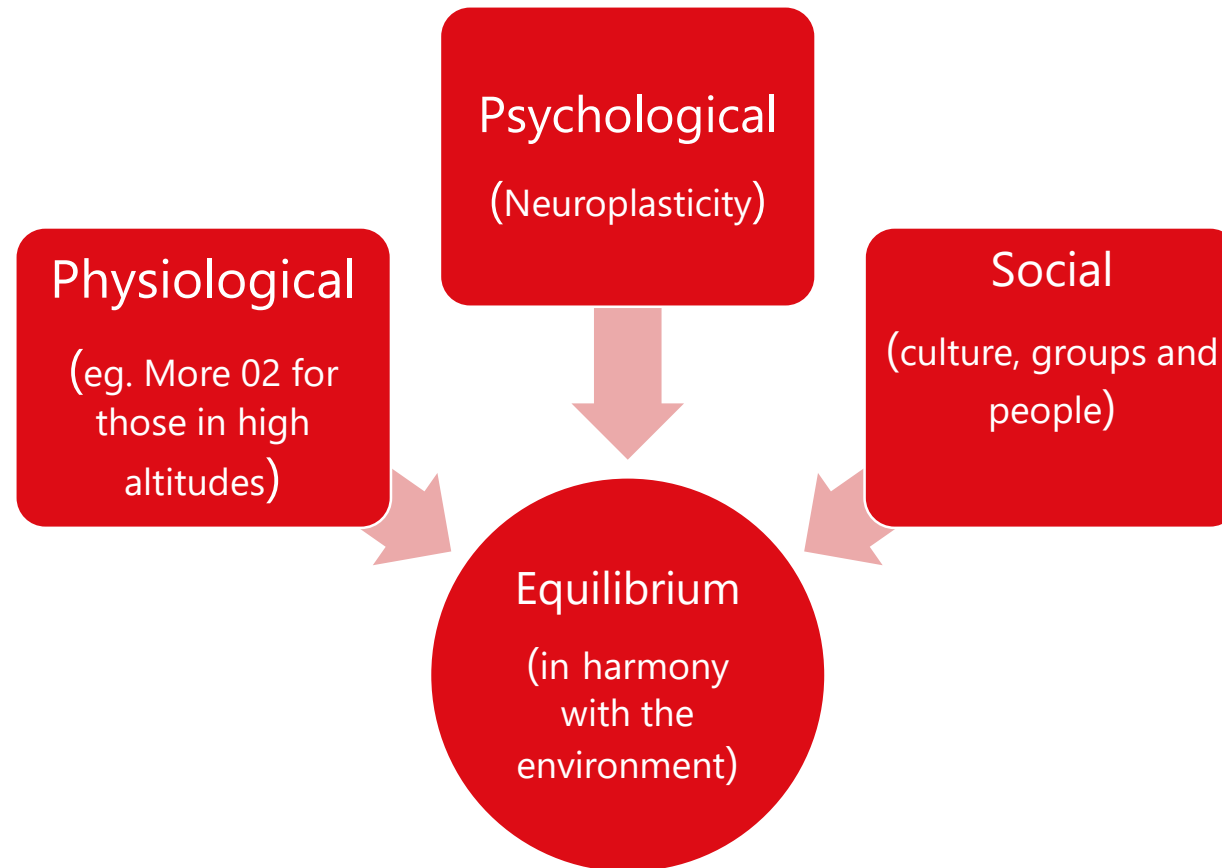 Psychological
(Neuroplasticity)
Physiological
(eg. More 02 for
those in high
altitudes)
Social
(culture, groups and
people)
Equilibrium
(in harmony
with the
environment)